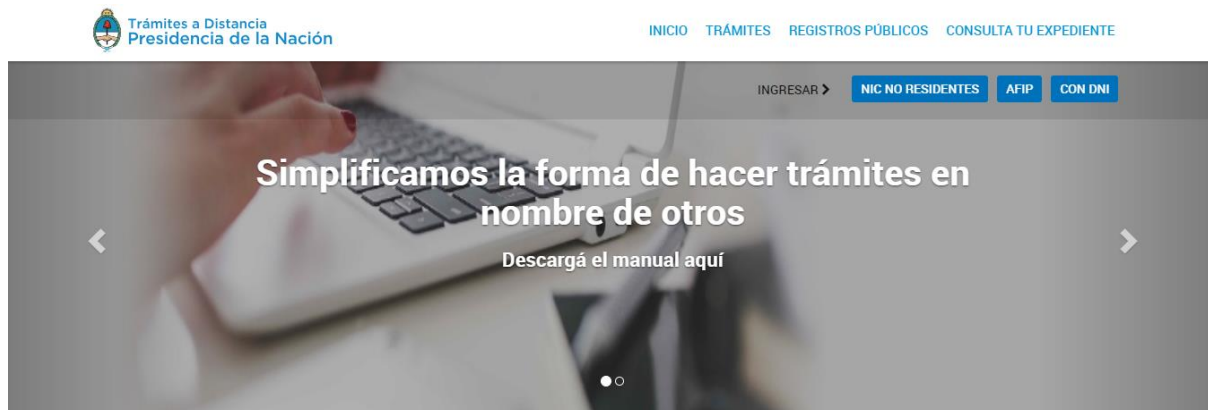 Trámites a Distancia
Presidencia de la Nación
INICIO TRÁMITES REGISTROS PÚBLICOS CONSULTA TU EXPEDIENTE
INGRESAR NIC NO RESIDENTES AFIP CON DNI
Simplificamos la forma de hacer trámites en
nombre de otros
Descargá el manual aquí